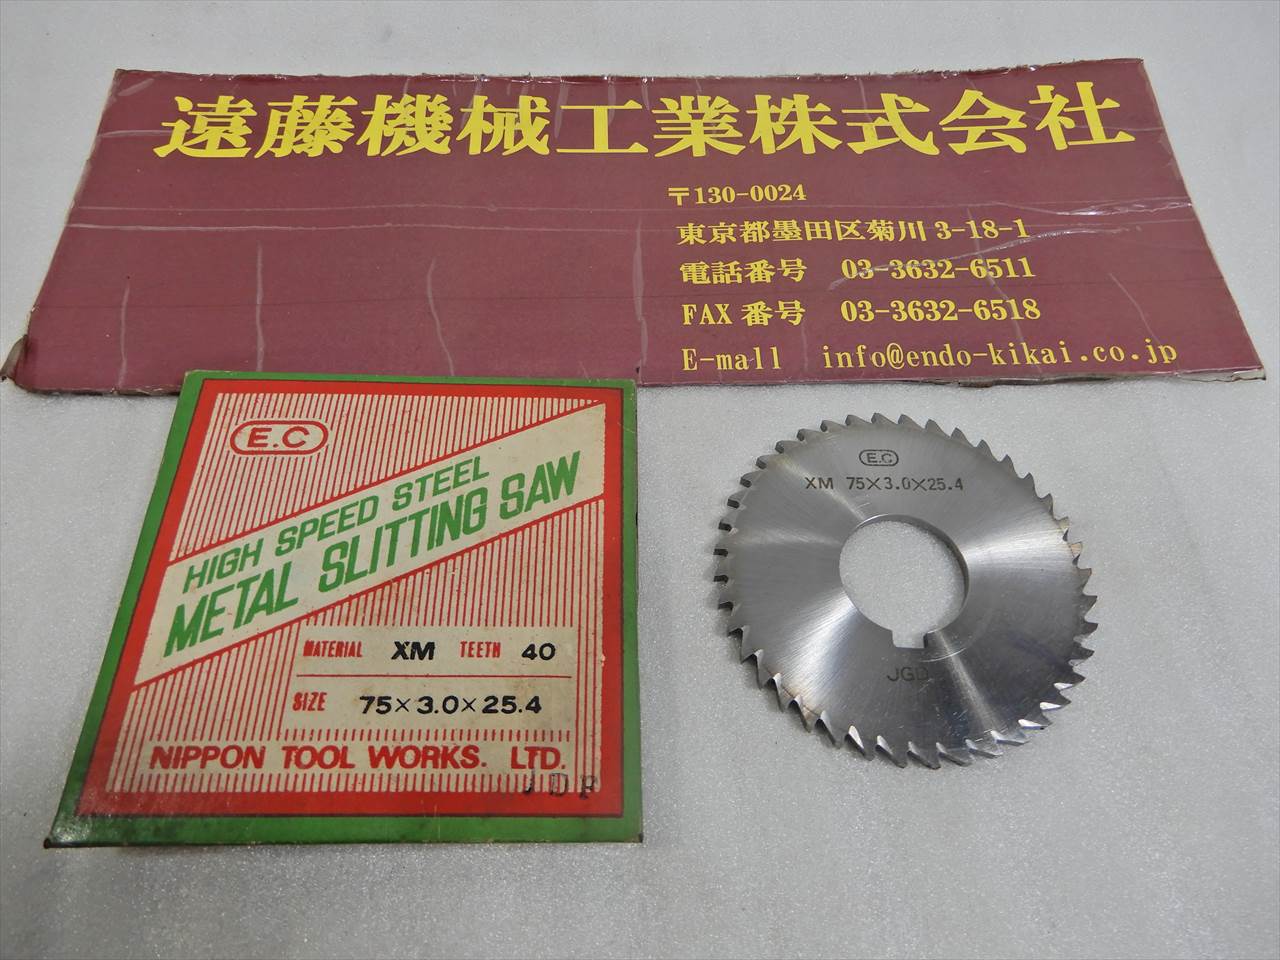 遠藤機械工業株式会社
〒130-0024
東京都墨田区菊川 3-18-1
電話番号 03-3632-6511
FAX 番号 03-3632-6518
E-mall info@endo-kikai.co.jp
E.C
HIGH SPEED STEEL
METAL SLITTING SAW
MATERIAL XM TEETH 40
SIZE 75×3.0×25.4
NIPPON TOOL WORKS. LTD.
JDP
E.C
XM 75×3.0×25.4
JGD